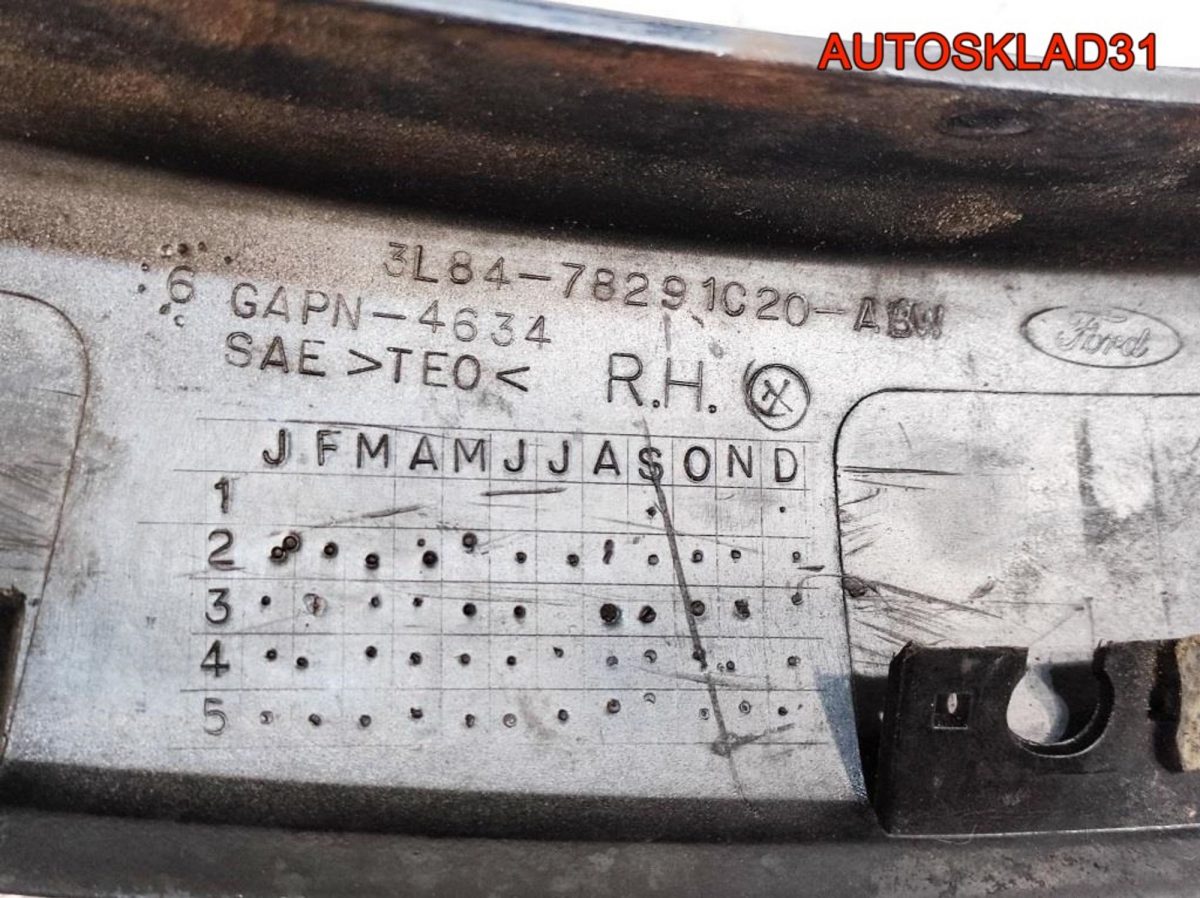 AUTOSKLAD31
3L84-78291C20-ABW
6 GAPN-4634
Ford
SAE >TEO<
R.H.
J F M A M J J A S O N D
1
2
3
4
5